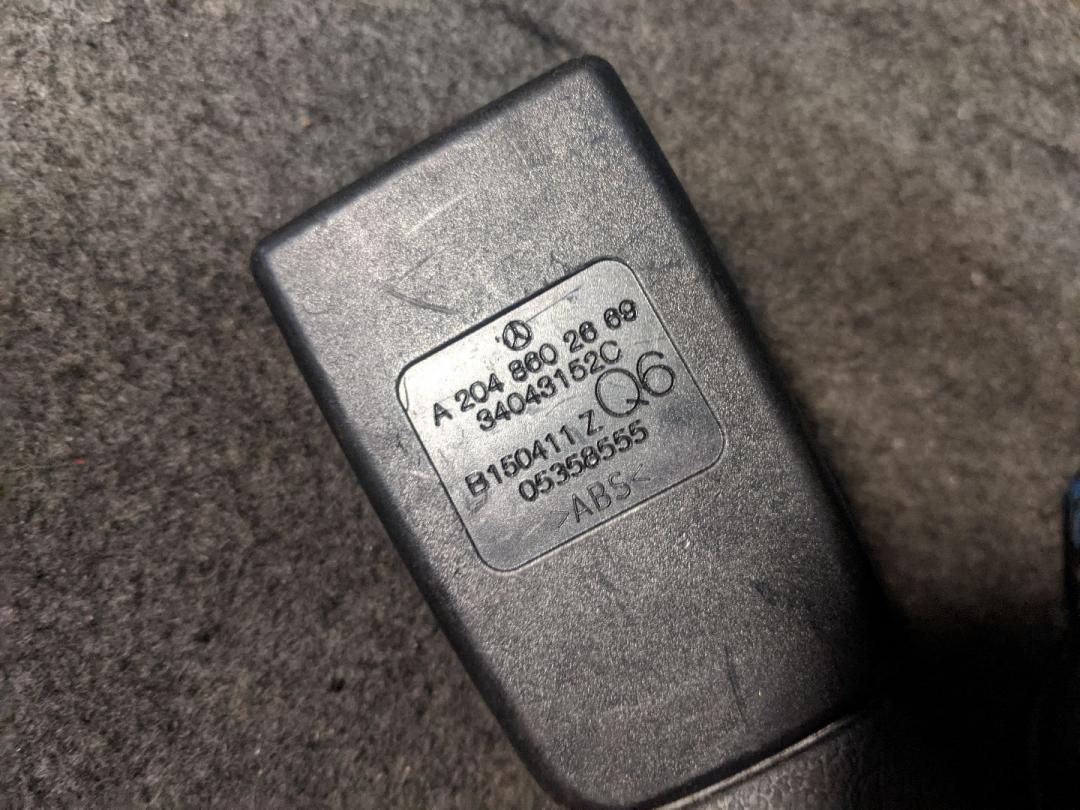 A 204 860 26 69
34043152C
B150411 Z Q6
05358555
>ABS<